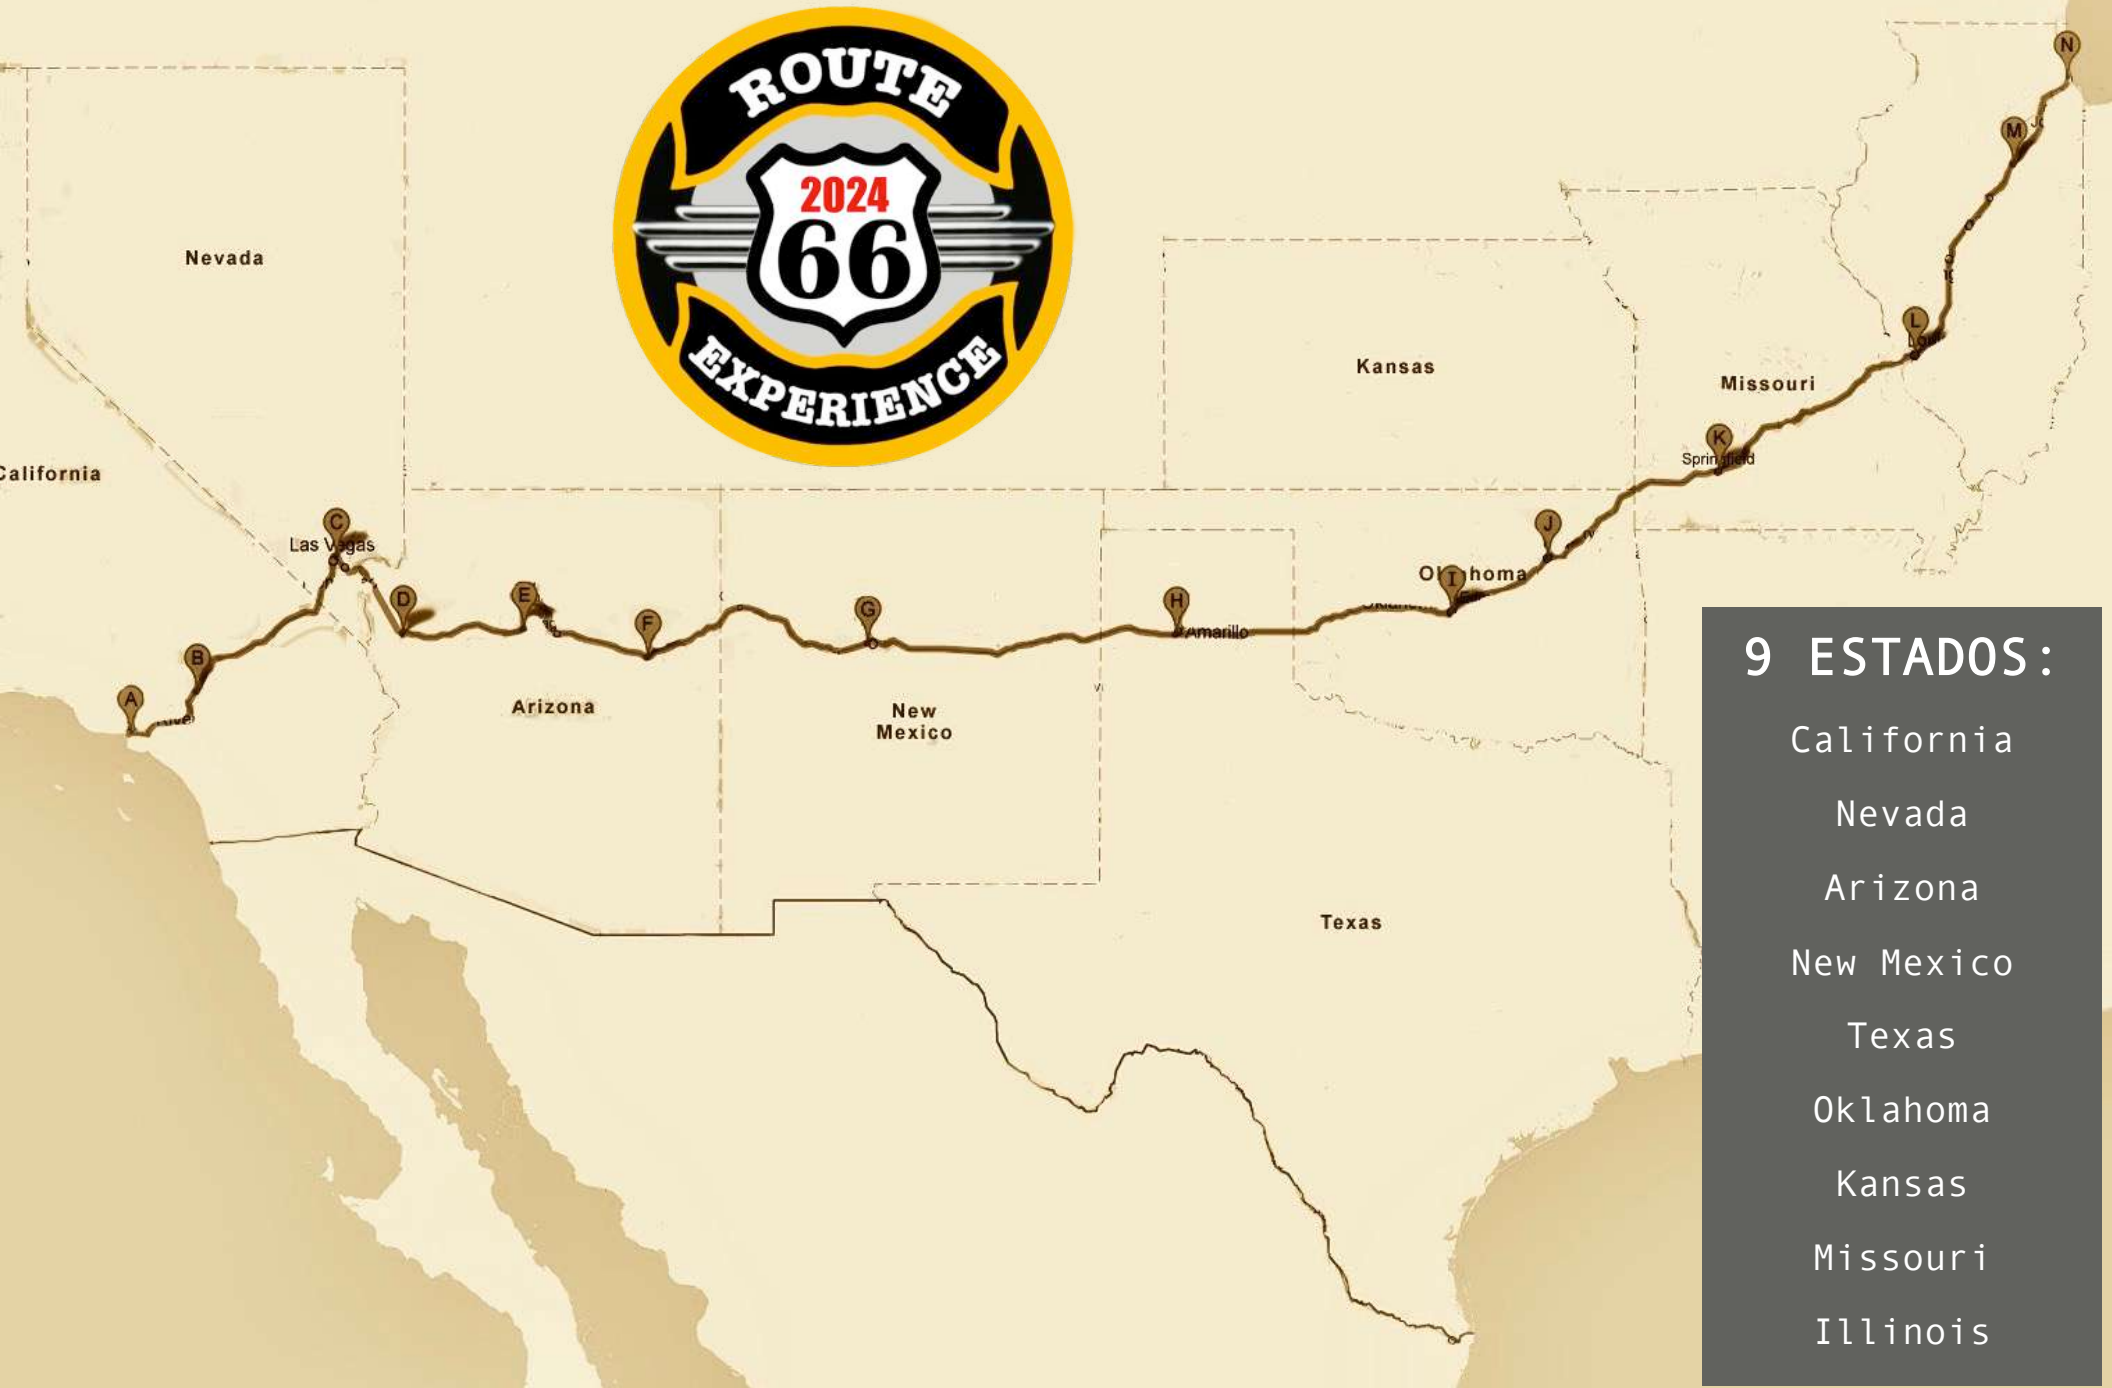 ROUTE
2024
66
EXPERIENCE
N
M
Nevada
L
Kansas
Missouri
K
Springfield
California
C
Las Vegas
J
Oklahoma
I
D
E
F
G
H
Amarillo
B
A
Arizona
New
Mexico
Texas
9 ESTADOS:
California
Nevada
Arizona
New Mexico
Texas
Oklahoma
Kansas
Missouri
Illinois